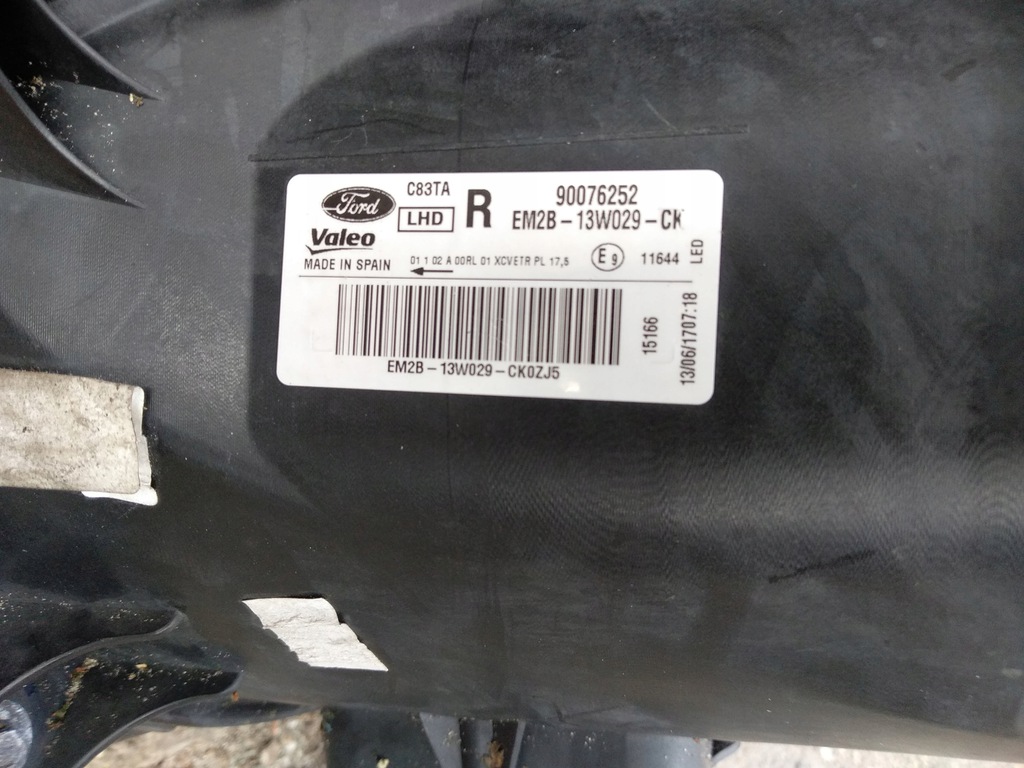 Ford
C83TA
LHD
R
90076252
EM2B-13W029-CK
Valeo
MADE IN SPAIN
01 1 02 A 00RL 01 XCVETR PL 17,5
E9
11644
LED
EM2B-13W029-CK0ZJ5
15166
13/06/1707:18